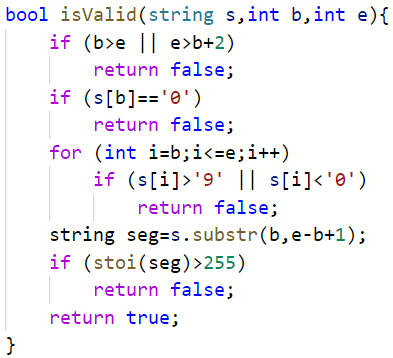 bool isValid(string s,int b,int e){
    if (b>e || e>b+2)
        return false;
    if (s[b]=='0')
        return false;
    for (int i=b;i<=e;i++)
        if (s[i]>'9' || s[i]<'0')
            return false;
    string seg=s.substr(b,e-b+1);
    if (stoi(seg)>255)
        return false;
    return true;
}